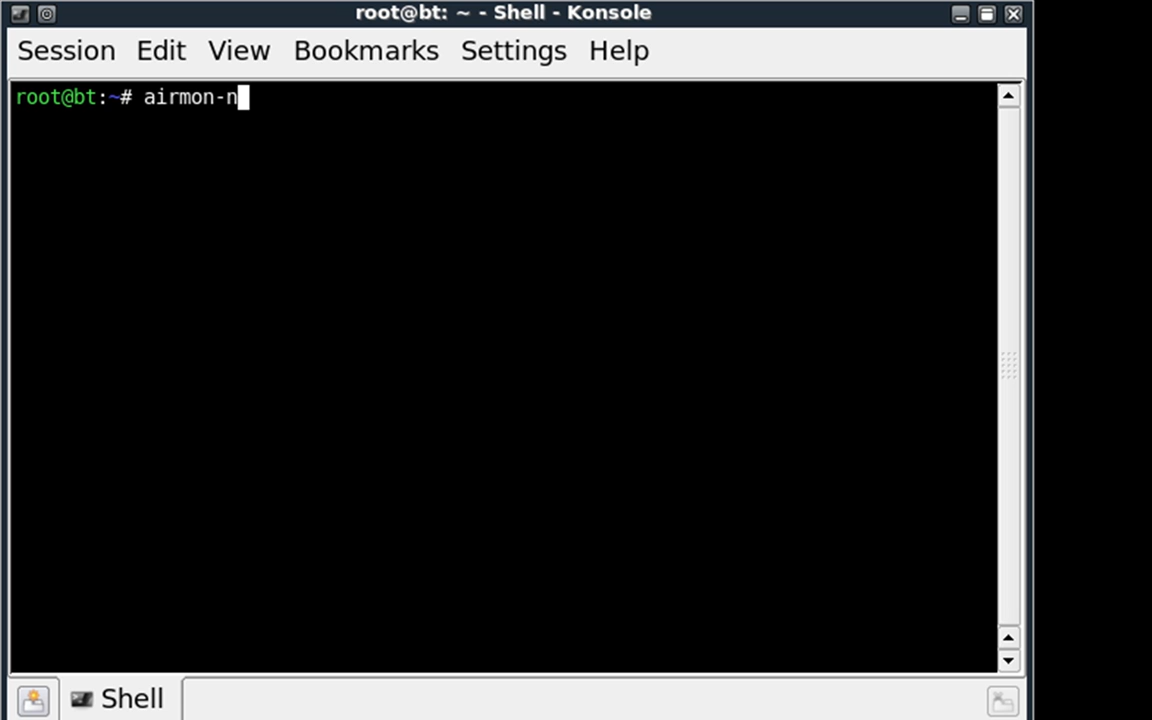 root@bt: ~ - Shell - Konsole
Session Edit View Bookmarks Settings Help
root@bt:~# airmon-n
Shell